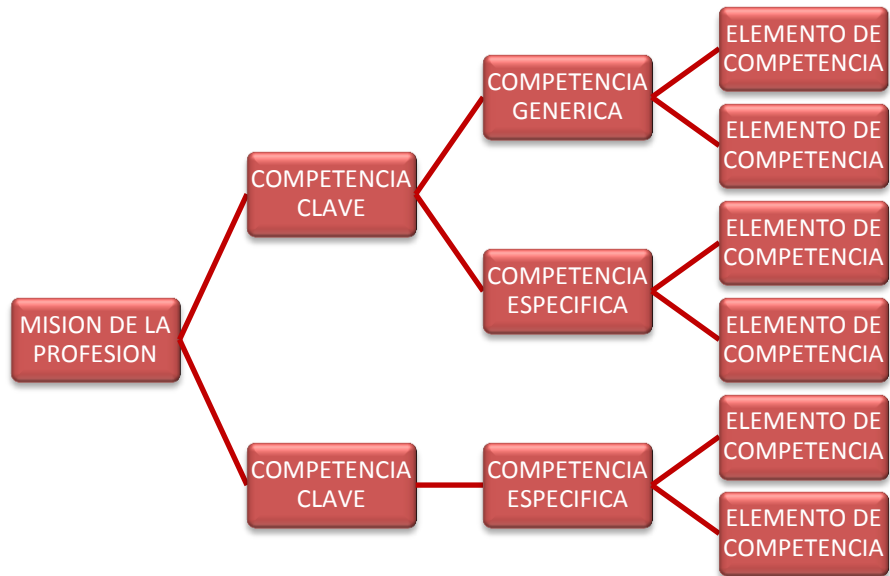 MISION DE LA
PROFESION
COMPETENCIA
CLAVE
COMPETENCIA
GENERICA
ELEMENTO DE
COMPETENCIA
ELEMENTO DE
COMPETENCIA
COMPETENCIA
ESPECIFICA
ELEMENTO DE
COMPETENCIA
ELEMENTO DE
COMPETENCIA
COMPETENCIA
CLAVE
COMPETENCIA
ESPECIFICA
ELEMENTO DE
COMPETENCIA
ELEMENTO DE
COMPETENCIA